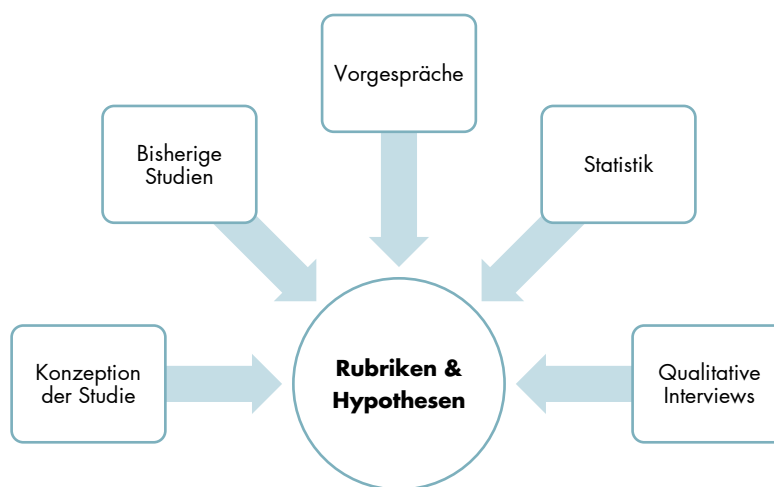 Vorgespräche
Bisherige
Studien
Statistik
Konzeption
der Studie
Rubriken &
Hypothesen
Qualitative
Interviews